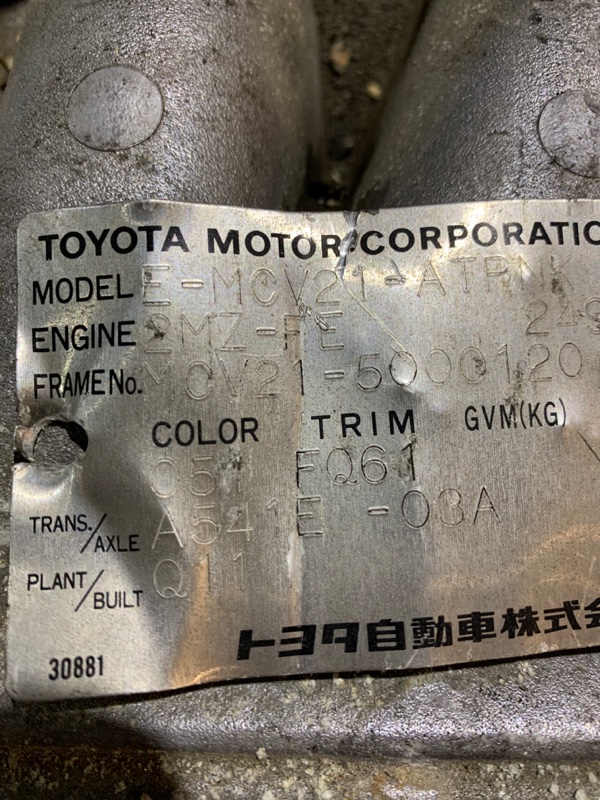 TOYOTA MOTOR CORPORATIO
MODEL E-MCV21-ATPNK
ENGINE 2MZ-FE 249
FRAME No. MCV21-5000120
COLOR TRIM GVM(KG)
051 FQ61
TRANS./AXLE A541E -03A
PLANT/BUILT Q11
トヨタ自動車株式会
30881